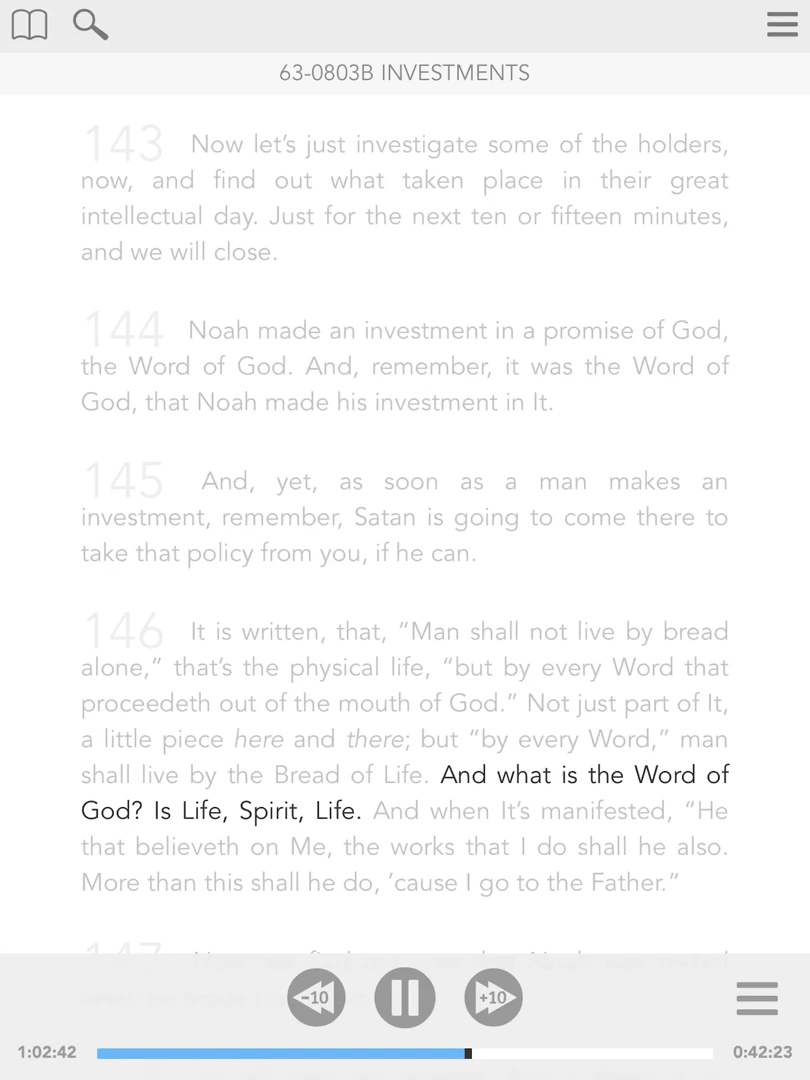 63-0803B INVESTMENTS
143 Now let’s just investigate some of the holders,
now, and find out what taken place in their great
intellectual day. Just for the next ten or fifteen minutes,
and we will close.
144 Noah made an investment in a promise of God,
the Word of God. And, remember, it was the Word of
God, that Noah made his investment in It.
145 And, yet, as soon as a man makes an
investment, remember, Satan is going to come there to
take that policy from you, if he can.
146 It is written, that, “Man shall not live by bread
alone,” that’s the physical life, “but by every Word that
proceedeth out of the mouth of God.” Not just part of It,
a little piece here and there; but “by every Word,” man
shall live by the Bread of Life. And what is the Word of
God? Is Life, Spirit, Life. And when It’s manifested, “He
that believeth on Me, the works that I do shall he also.
More than this shall he do, ’cause I go to the Father.”
147
-10 +10
1:02:42 0:42:23